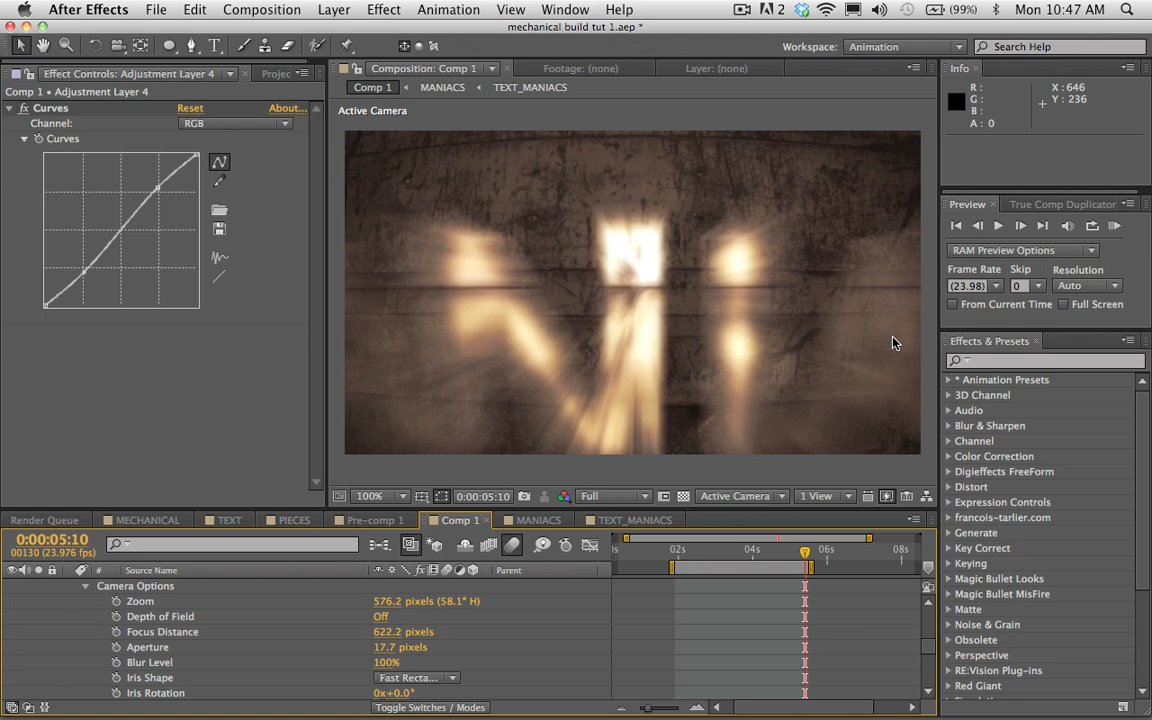 After Effects File Edit Composition Layer Effect Animation View Window Help 2 (99%) Mon 10:47 AM
mechanical build tut 1.aep *
Workspace: Animation Search Help
Effect Controls: Adjustment Layer 4 Projec
Comp 1 • Adjustment Layer 4
fx Curves Reset About...
Channel: RGB
Curves
Composition: Comp 1 Footage: (none) Layer: (none)
Comp 1 MANIACS TEXT_MANIACS
Active Camera
100% 0:00:05:10 Full Active Camera 1 View
Info
R: X: 646
G: Y: 236
B:
A: 0
Preview True Comp Duplicator
RAM Preview Options
Frame Rate Skip Resolution
(23.98) 0 Auto
From Current Time Full Screen
Effects & Presets
* Animation Presets
3D Channel
Audio
Blur & Sharpen
Channel
Color Correction
Digieffects FreeForm
Distort
Expression Controls
francois-tarlier.com
Generate
Key Correct
Keying
Magic Bullet Looks
Magic Bullet MisFire
Matte
Noise & Grain
Obsolete
Perspective
RE:Vision Plug-ins
Red Giant
Render Queue MECHANICAL TEXT PIECES Pre-comp 1 Comp 1 MANIACS TEXT_MANIACS
0:00:05:10
00130 (23.976 fps)
02s 04s 06s 08s
# Source Name Parent
Camera Options
Zoom 576.2 pixels (58.1° H)
Depth of Field Off
Focus Distance 622.2 pixels
Aperture 17.7 pixels
Blur Level 100%
Iris Shape Fast Recta...
Iris Rotation 0x+0.0°
Toggle Switches / Modes